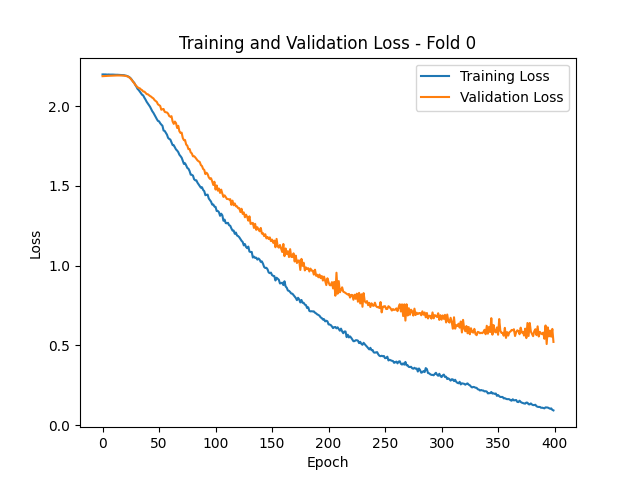 Training and Validation Loss - Fold 0
Training Loss
Validation Loss
Loss
2.0
1.5
1.0
0.5
0.0
0 50 100 150 200 250 300 350 400
Epoch